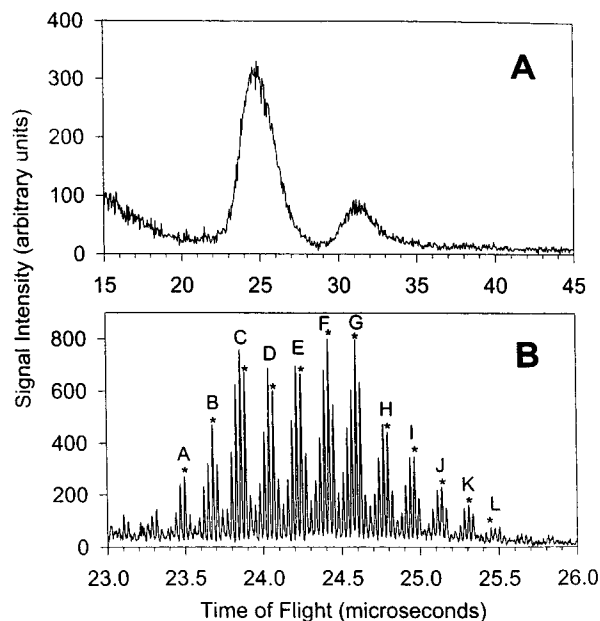 400
300
200
100
0
A
15 20 25 30 35 40 45
Signal Intensity (arbitrary units)
800
600
400
200
0
B
A B C D E F G H I J K L
* * * * * * * * * * * *
23.0 23.5 24.0 24.5 25.0 25.5 26.0
Time of Flight (microseconds)